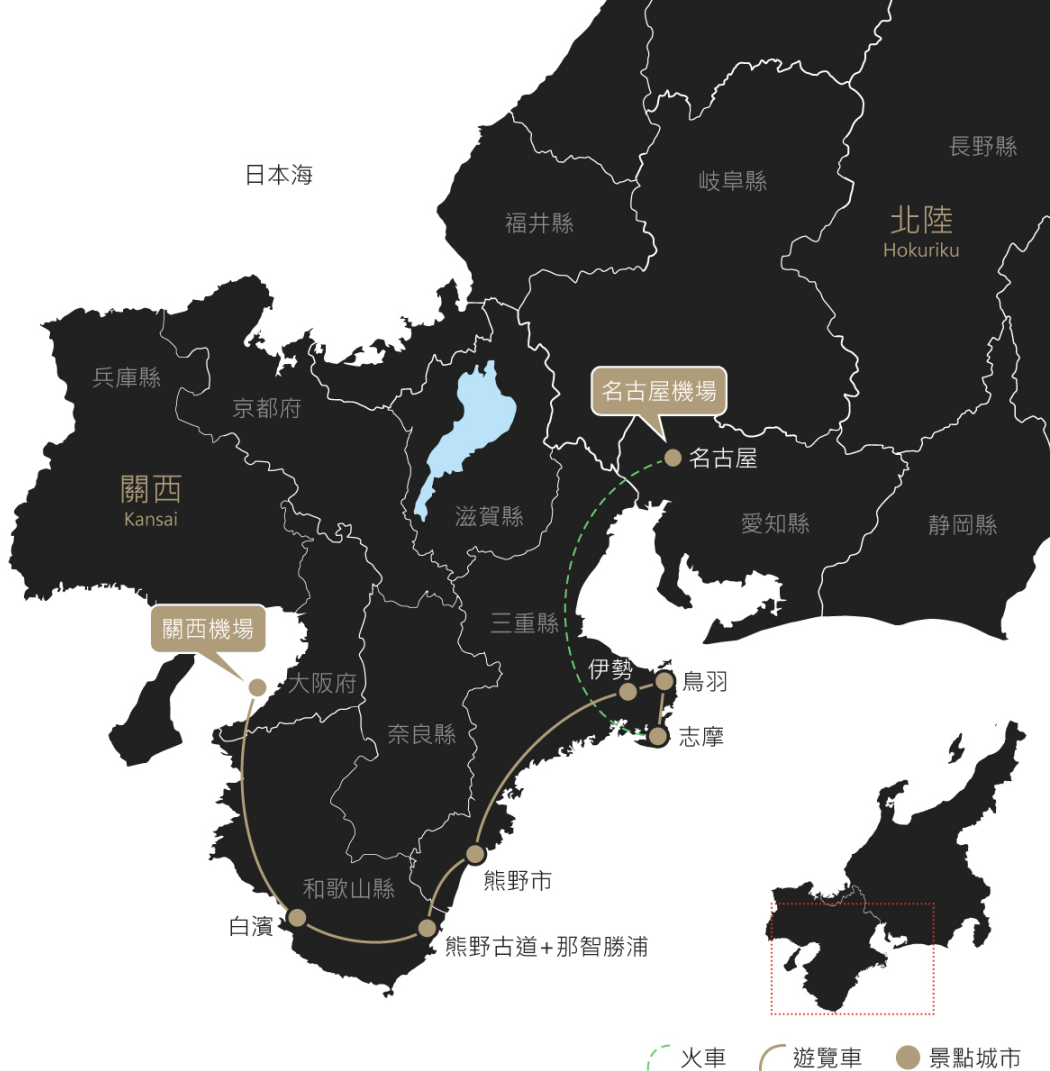 日本海
長野縣
岐阜縣
福井縣
北陸
Hokuriku
兵庫縣
京都府
名古屋機場
名古屋
關西
Kansai
滋賀縣
愛知縣
静岡縣
三重縣
關西機場
伊勢
鳥羽
大阪府
奈良縣
志摩
熊野市
和歌山縣
白濱
熊野古道+那智勝浦
火車
遊覽車
景點城市